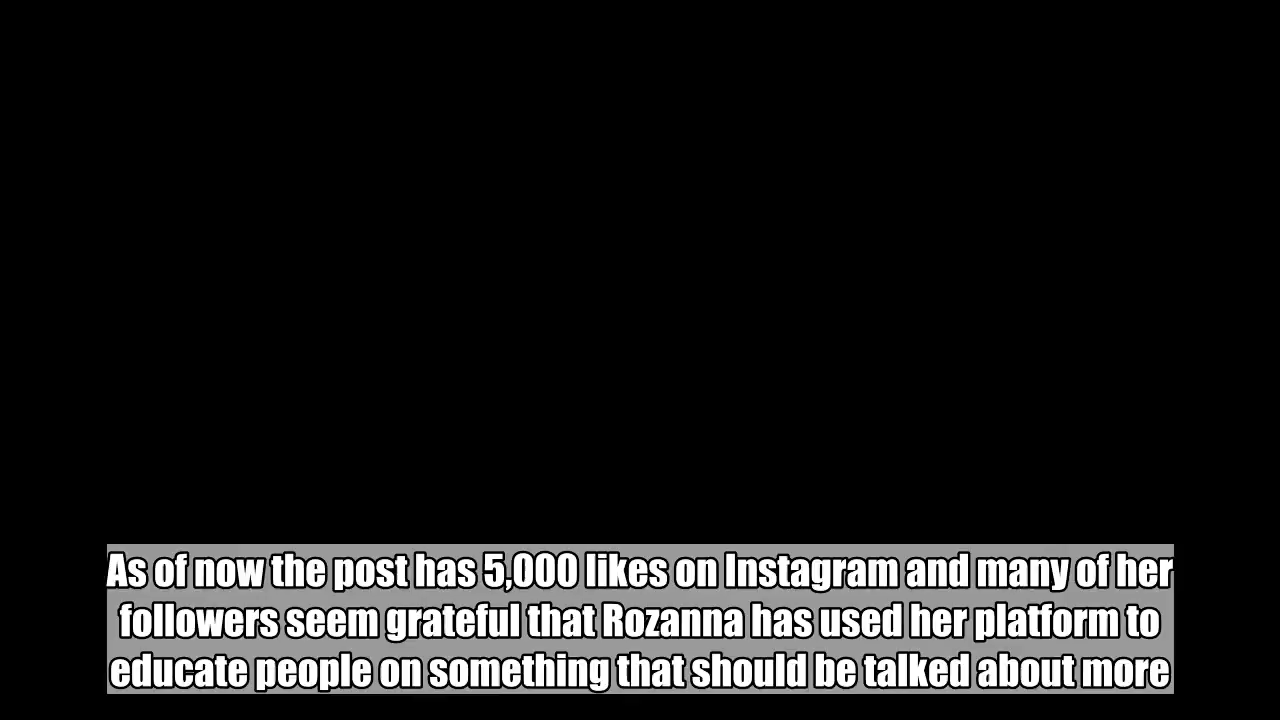 As of now the post has 5,000 likes on Instagram and many of her
followers seem grateful that Rozanna has used her platform to
educate people on something that should be talked about more